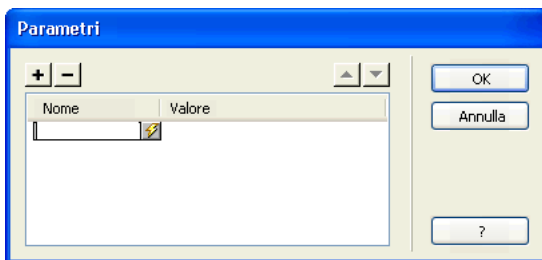 Parametri
+ −
OK
Nome Valore
Annulla
?